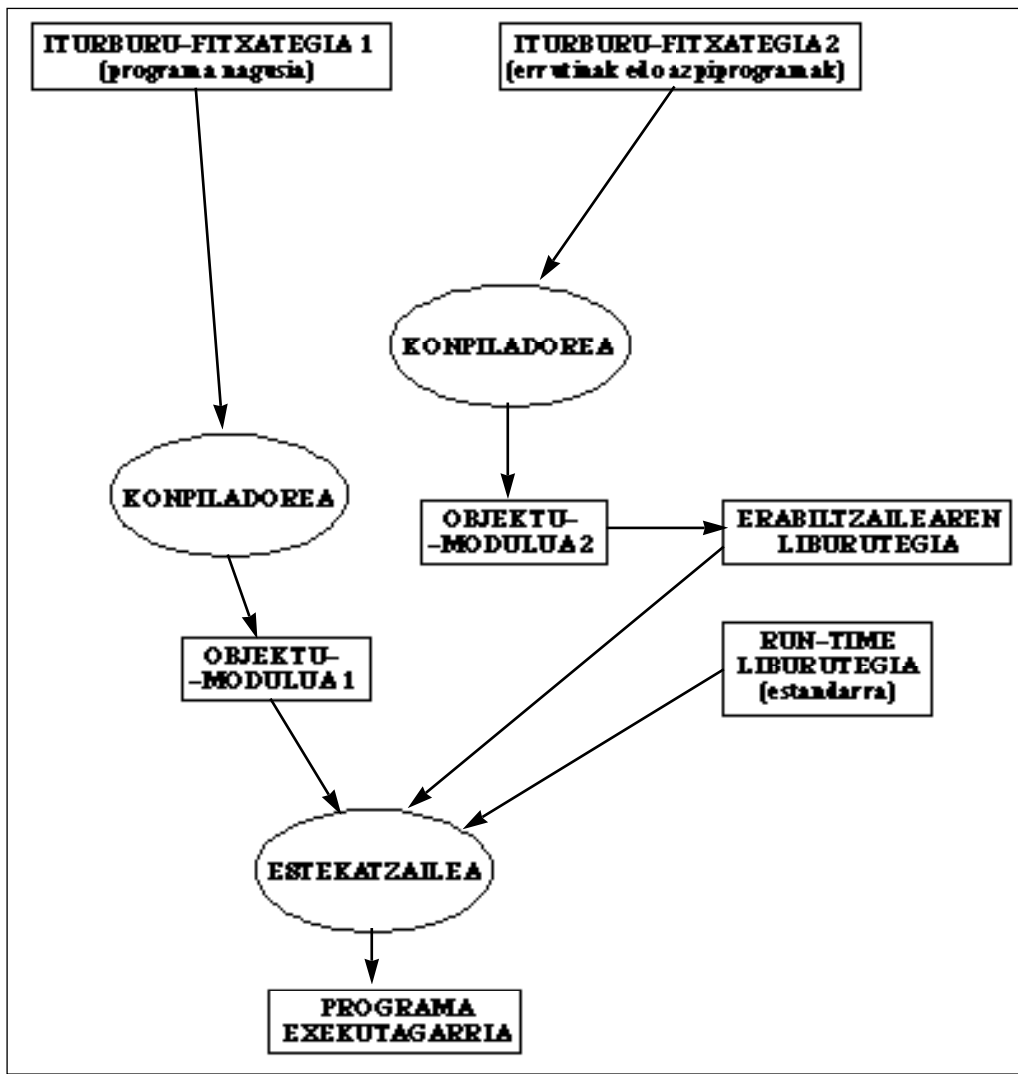 ITURBURU-FITXATEGIA 1
(programa nagusia)
ITURBURU-FITXATEGIA 2
(errutinak edo azpiprogramak)
KONPILADOREA
KONPILADOREA
OBJEKTU-
-MODULUA 2
ERABILTZAILEAREN
LIBURUTEGIA
OBJEKTU-
-MODULUA 1
RUN-TIME
LIBURUTEGIA
(estandarra)
ESTEKATZAILEA
PROGRAMA
EXEKUTAGARRIA